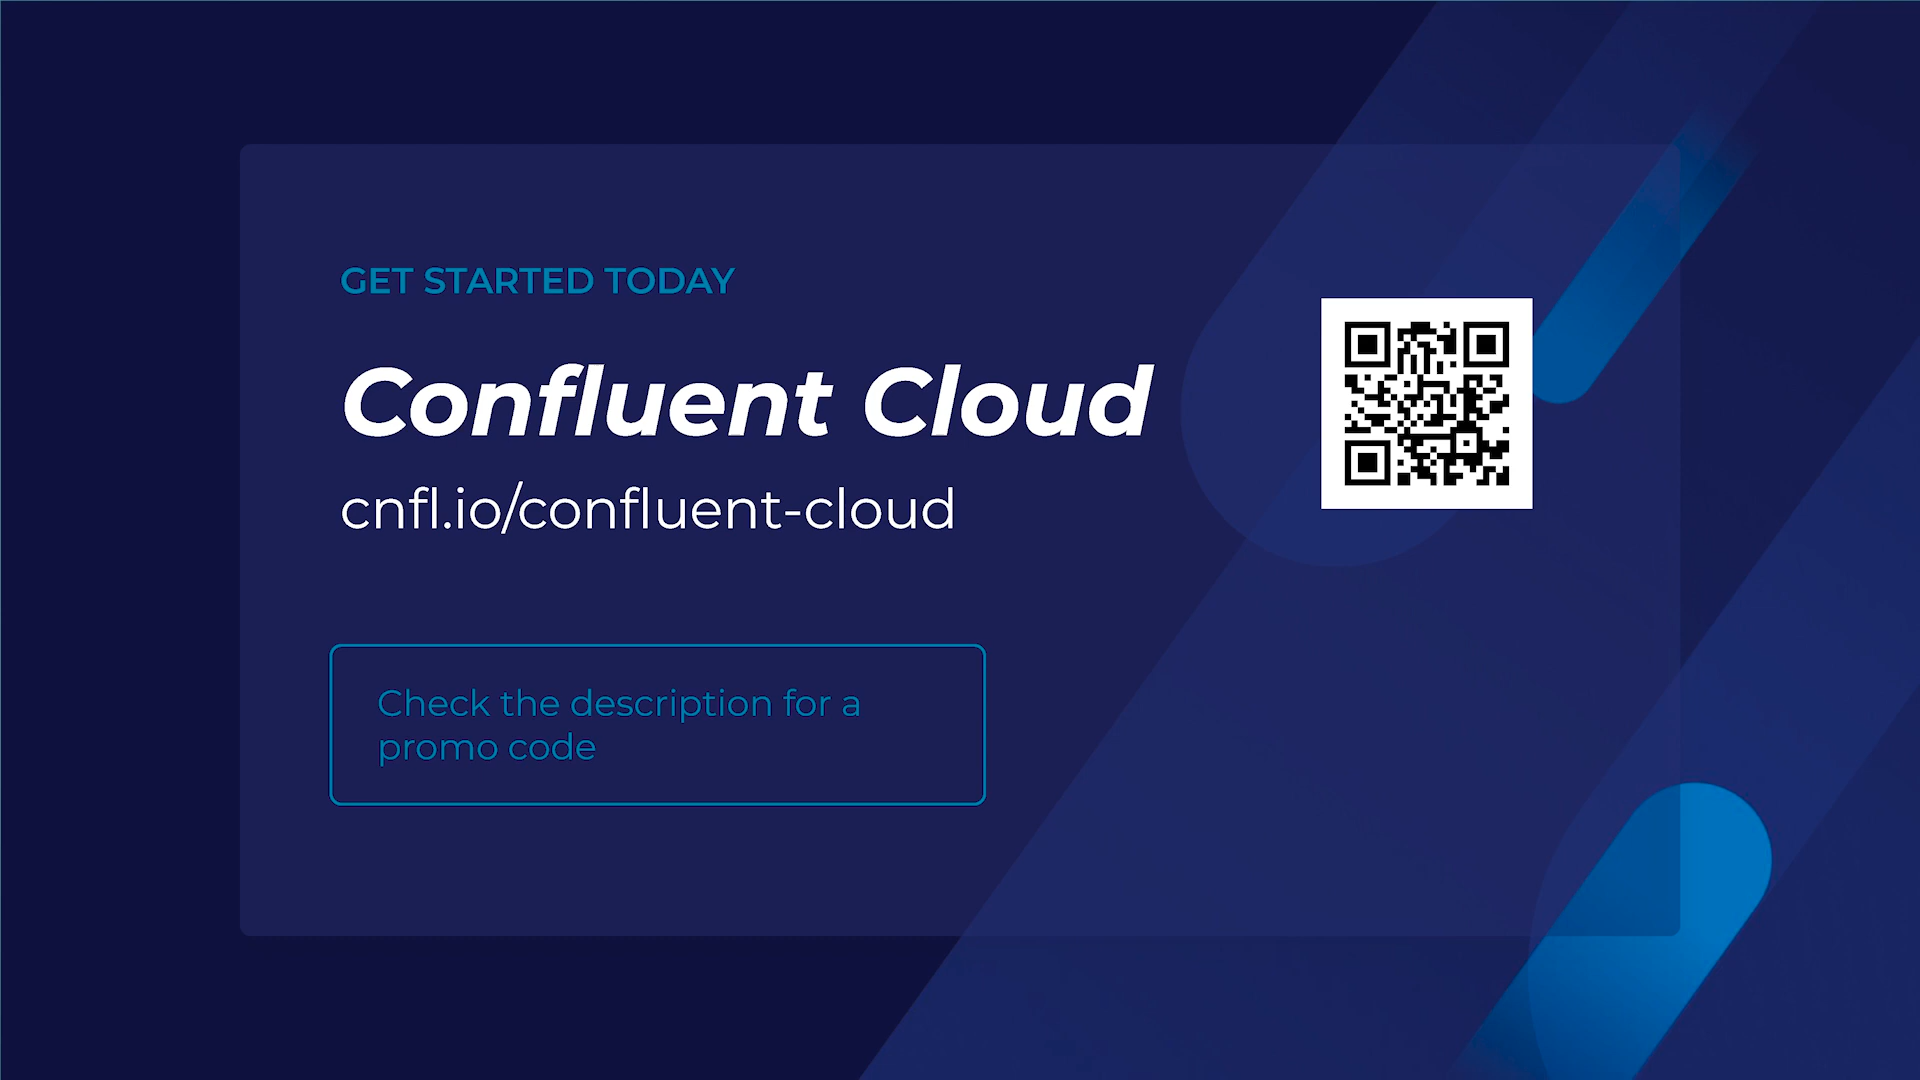 GET STARTED TODAY
Confluent Cloud
cnfl.io/confluent-cloud
Check the description for a
promo code